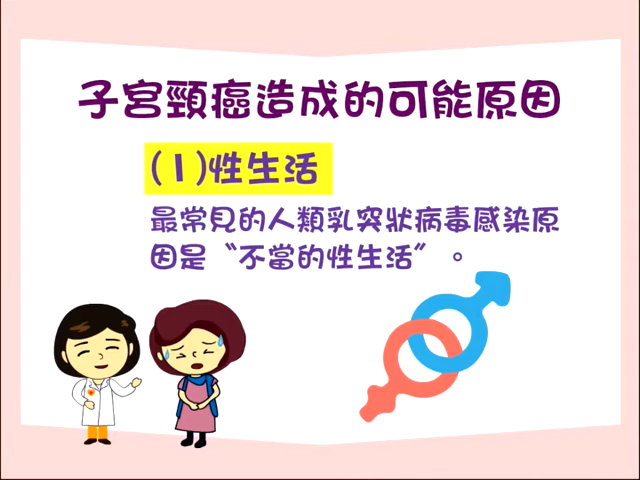 子宮頸癌造成的可能原因
(1)性生活
最常見的人類乳突狀病毒感染原
因是〝不當的性生活〞。